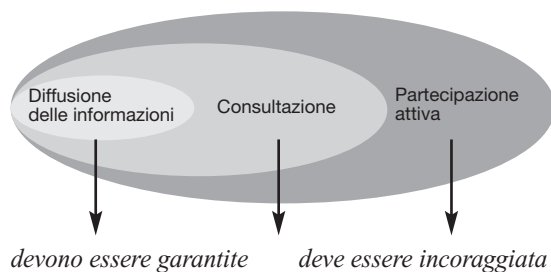 Diffusione
delle informazioni
Consultazione
Partecipazione
attiva
devono essere garantite
deve essere incoraggiata